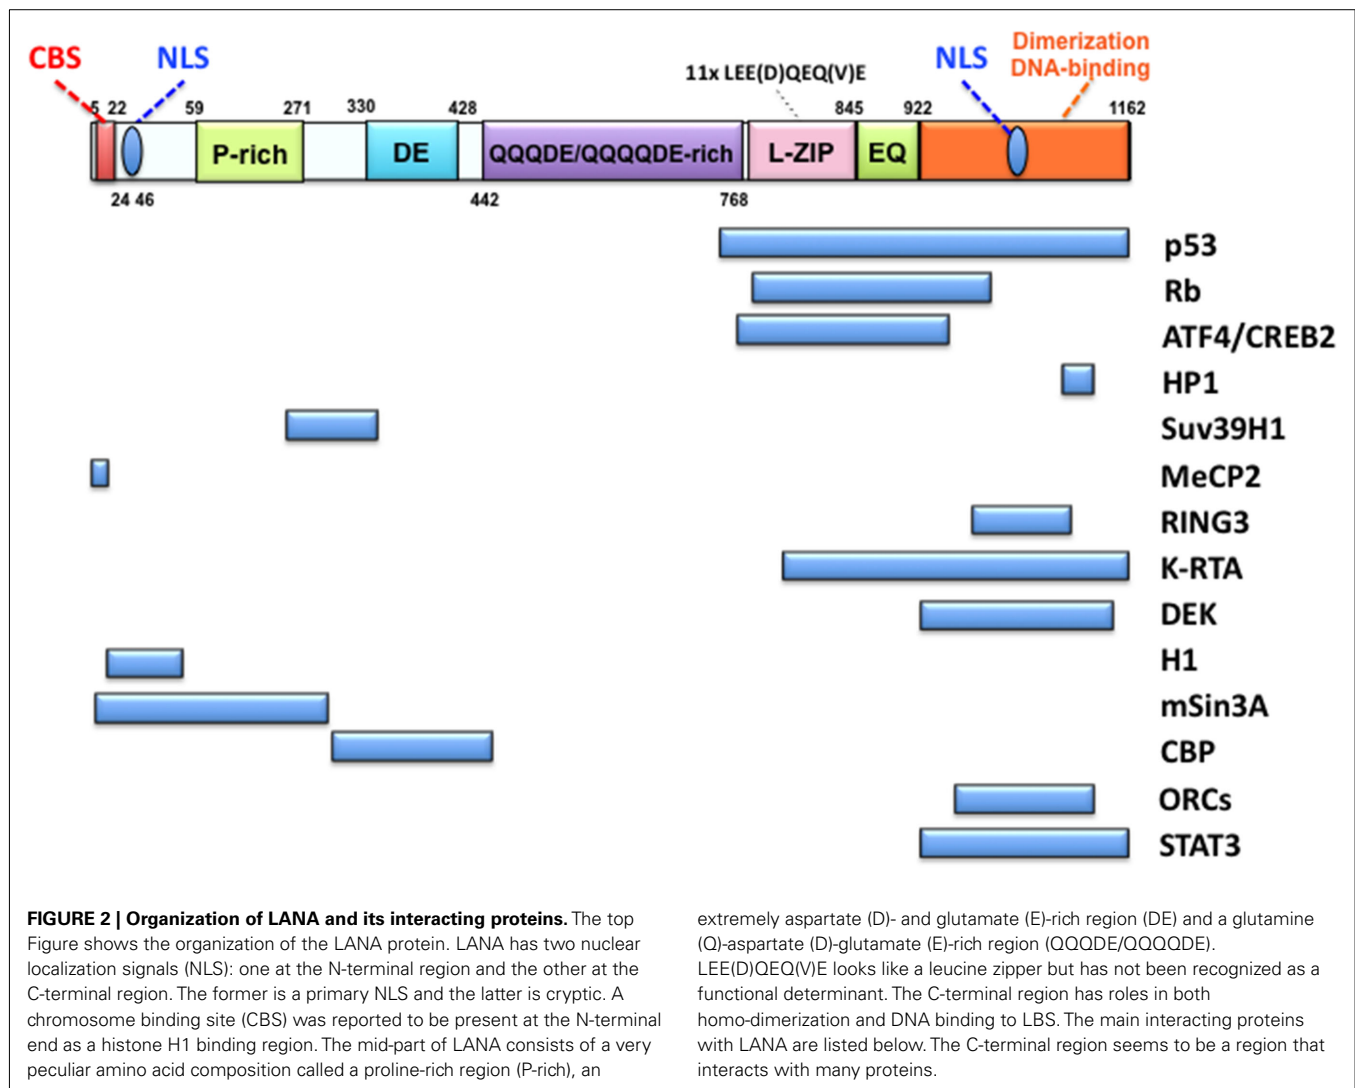 CBS
NLS
NLS
Dimerization
DNA-binding
11x LEE(D)QEQ(V)E
5 22 59 271 330 428 845 922 1162
P-rich DE QQQDE/QQQQDE-rich L-ZIP EQ
24 46 442 768
p53
Rb
ATF4/CREB2
HP1
Suv39H1
MeCP2
RING3
K-RTA
DEK
H1
mSin3A
CBP
ORCs
STAT3
FIGURE 2 | Organization of LANA and its interacting proteins. The top
Figure shows the organization of the LANA protein. LANA has two nuclear
localization signals (NLS): one at the N-terminal region and the other at the
C-terminal region. The former is a primary NLS and the latter is cryptic. A
chromosome binding site (CBS) was reported to be present at the N-terminal
end as a histone H1 binding region. The mid-part of LANA consists of a very
peculiar amino acid composition called a proline-rich region (P-rich), an
extremely aspartate (D)- and glutamate (E)-rich region (DE) and a glutamine
(Q)-aspartate (D)-glutamate (E)-rich region (QQQDE/QQQQDE).
LEE(D)QEQ(V)E looks like a leucine zipper but has not been recognized as a
functional determinant. The C-terminal region has roles in both
homo-dimerization and DNA binding to LBS. The main interacting proteins
with LANA are listed below. The C-terminal region seems to be a region that
interacts with many proteins.